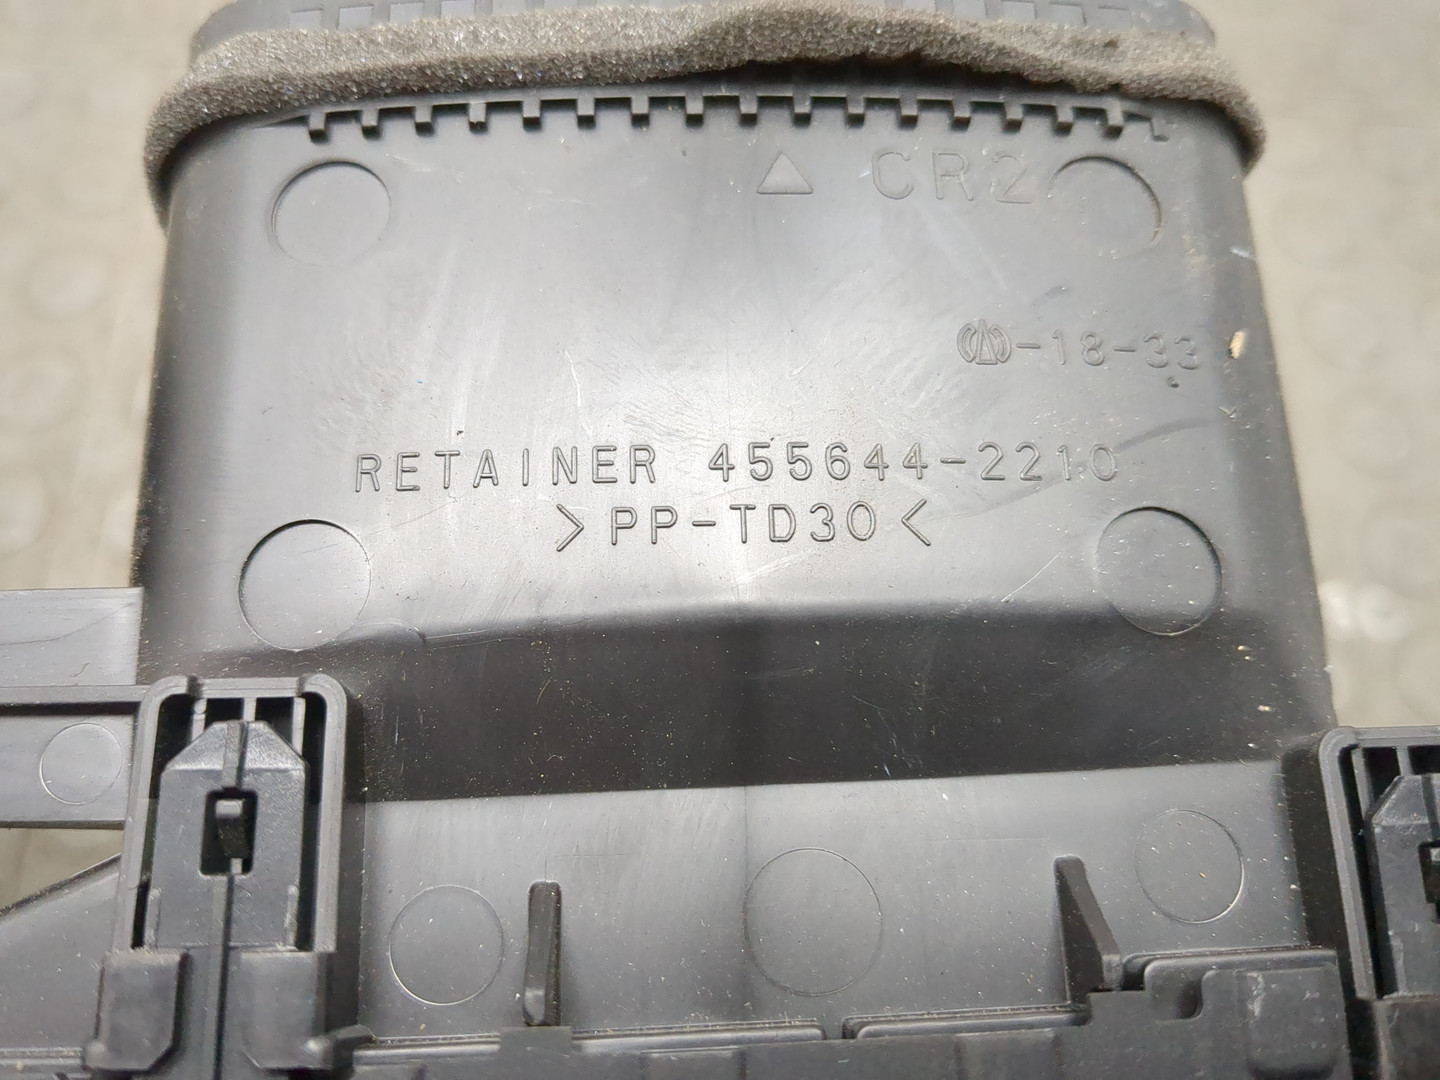 △ CR2
-18-33
RETAINER 455644-2210
>PP-TD30<